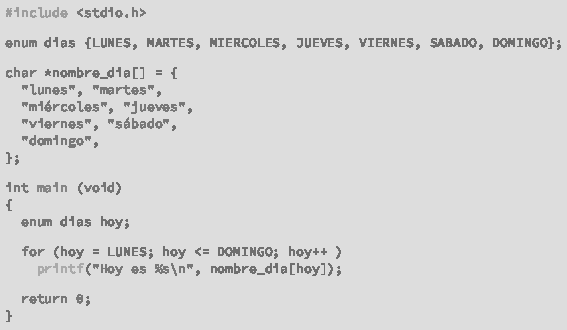 #include <stdio.h>
enum dias {LUNES, MARTES, MIERCOLES, JUEVES, VIERNES, SABADO, DOMINGO};
char *nombre_dia[] = {
"lunes", "martes",
"miércoles", "jueves",
"viernes", "sábado",
"domingo",
};
int main (void)
{
enum dias hoy;
for (hoy = LUNES; hoy <= DOMINGO; hoy++ )
printf("Hoy es %s\n", nombre_dia[hoy]);
return 0;
}